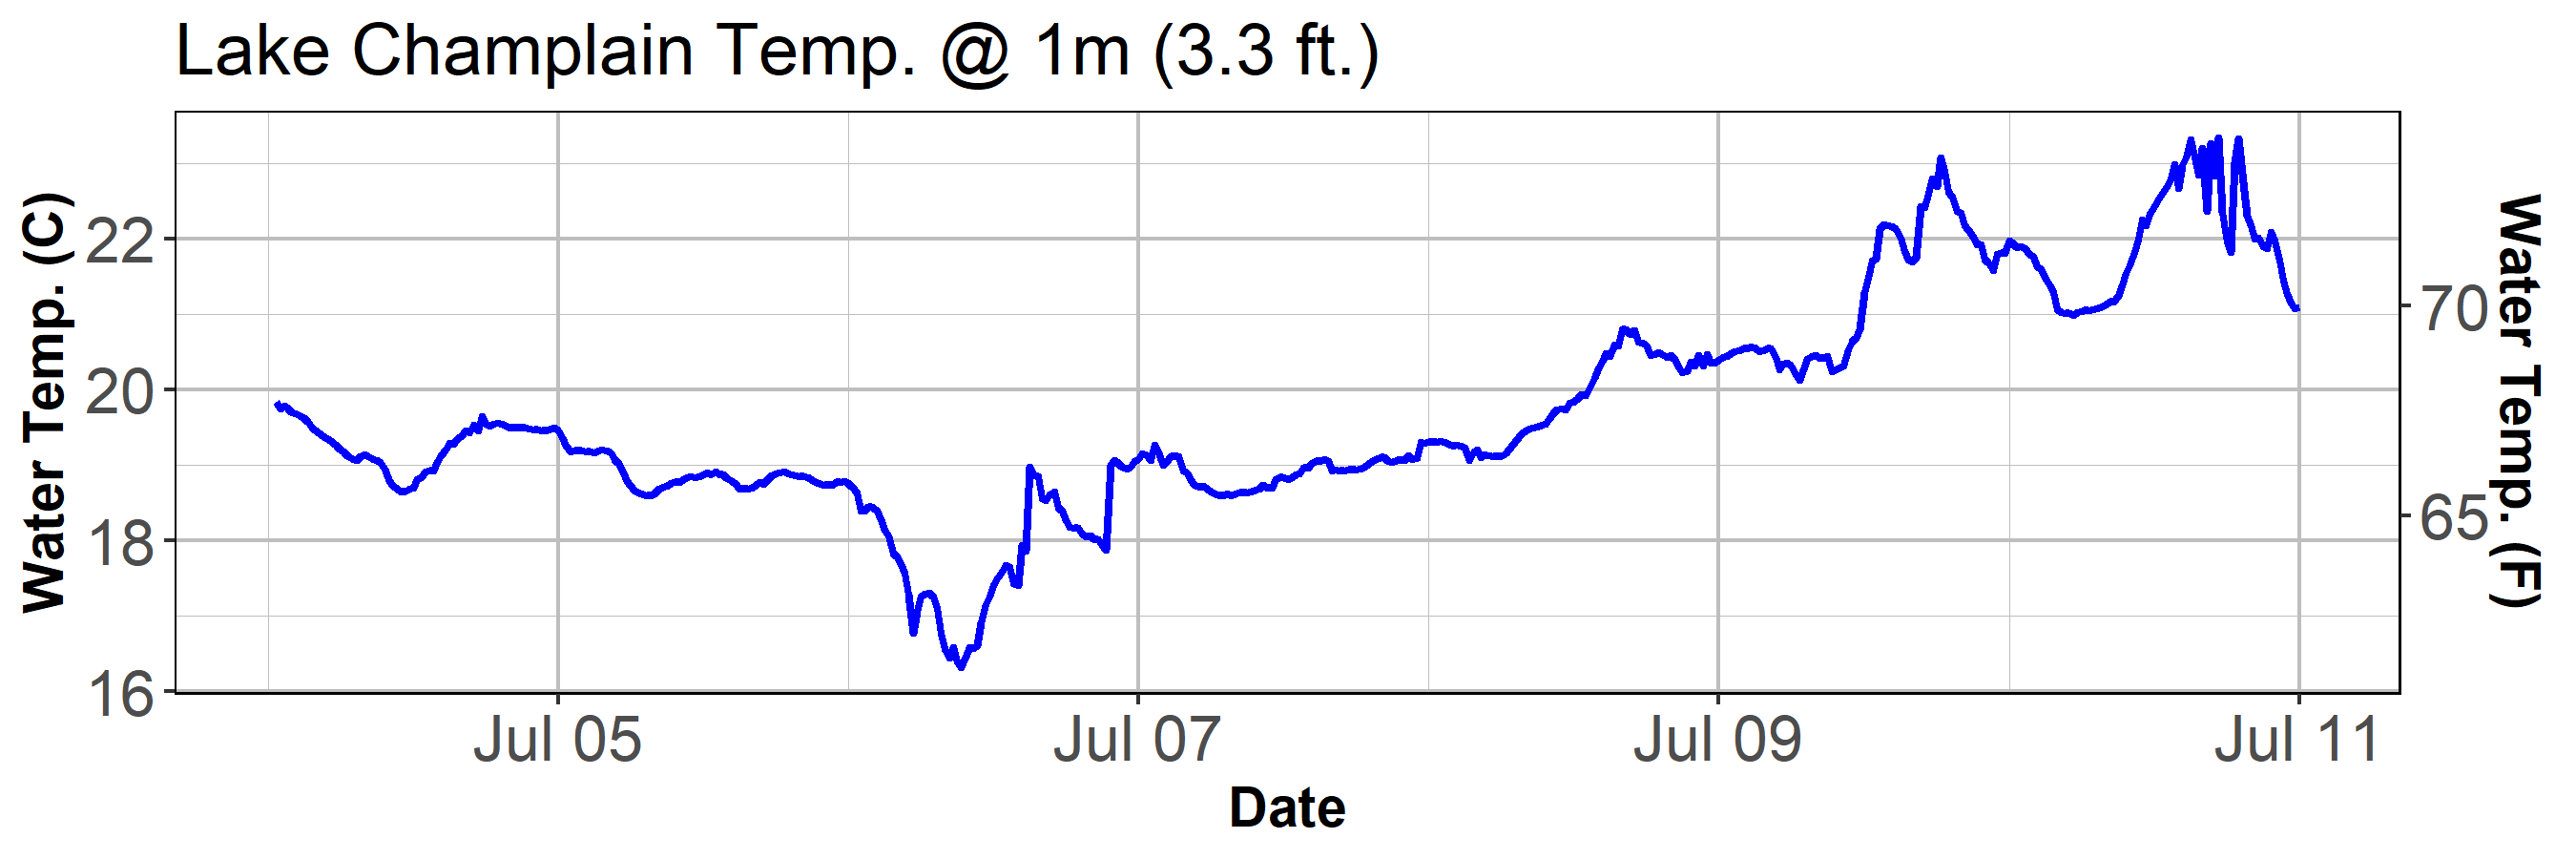 Lake Champlain Temp. @ 1m (3.3 ft.)
Water Temp. (C)
22
20
18
16
70
65
Water Temp. (F)
Jul 05 Jul 07 Jul 09 Jul 11
Date